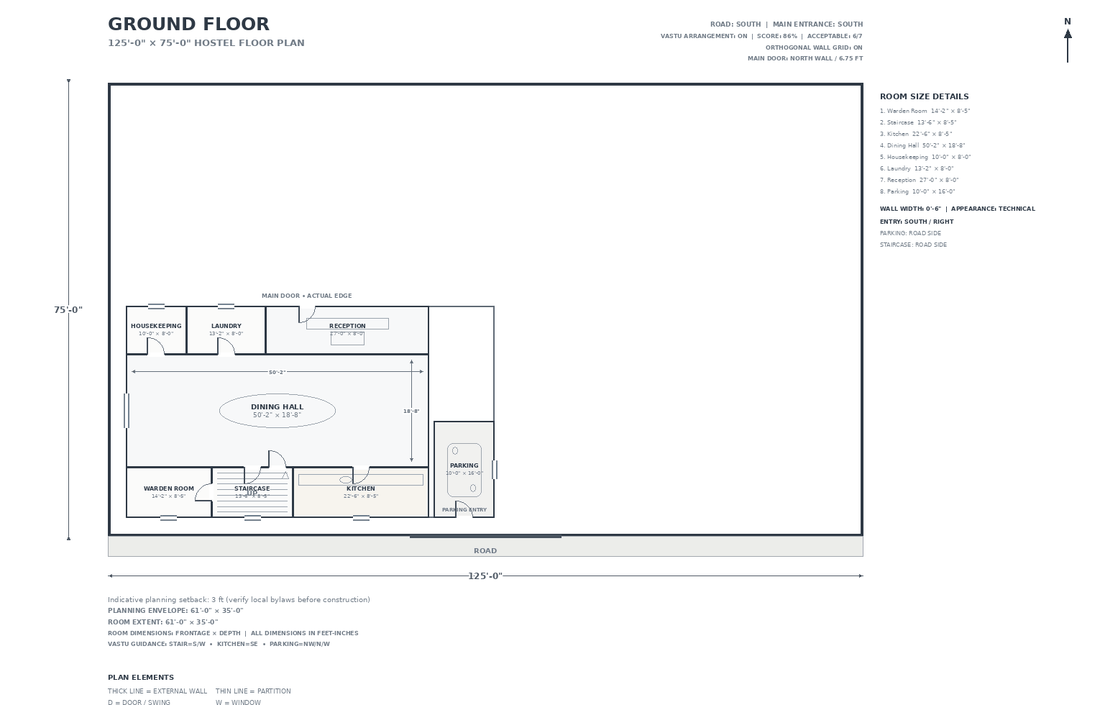 GROUND FLOOR
125'-0" × 75'-0" HOSTEL FLOOR PLAN
ROAD: SOUTH | MAIN ENTRANCE: SOUTH
VASTU ARRANGEMENT: ON | SCORE: 86% | ACCEPTABLE: 6/7
ORTHOGONAL WALL GRID: ON
MAIN DOOR: NORTH WALL / 6.75 FT
N
ROOM SIZE DETAILS
1. Warden Room 14'-2" × 8'-5"
2. Staircase 13'-6" × 8'-5"
3. Kitchen 22'-6" × 8'-5"
4. Dining Hall 50'-2" × 18'-8"
5. Housekeeping 10'-0" × 8'-0"
6. Laundry 13'-2" × 8'-0"
7. Reception 27'-0" × 8'-0"
8. Parking 10'-0" × 16'-0"
WALL WIDTH: 0'-6" | APPEARANCE: TECHNICAL
ENTRY: SOUTH / RIGHT
PARKING: ROAD SIDE
STAIRCASE: ROAD SIDE
75'-0"
MAIN DOOR • ACTUAL EDGE
HOUSEKEEPING
10'-0" × 8'-0"
LAUNDRY
13'-2" × 8'-0"
RECEPTION
27'-0" × 8'-0"
50'-2"
18'-8"
DINING HALL
50'-2" × 18'-8"
WARDEN ROOM
14'-2" × 8'-5"
STAIRCASE
13'-6" × 8'-5"
UP
KITCHEN
22'-6" × 8'-5"
PARKING
10'-0" × 16'-0"
PARKING ENTRY
ROAD
125'-0"
Indicative planning setback: 3 ft (verify local bylaws before construction)
PLANNING ENVELOPE: 61'-0" × 35'-0"
ROOM EXTENT: 61'-0" × 35'-0"
ROOM DIMENSIONS: FRONTAGE × DEPTH | ALL DIMENSIONS IN FEET-INCHES
VASTU GUIDANCE: STAIR=S/W • KITCHEN=SE • PARKING=NW/N/W
PLAN ELEMENTS
THICK LINE = EXTERNAL WALL THIN LINE = PARTITION
D = DOOR / SWING W = WINDOW